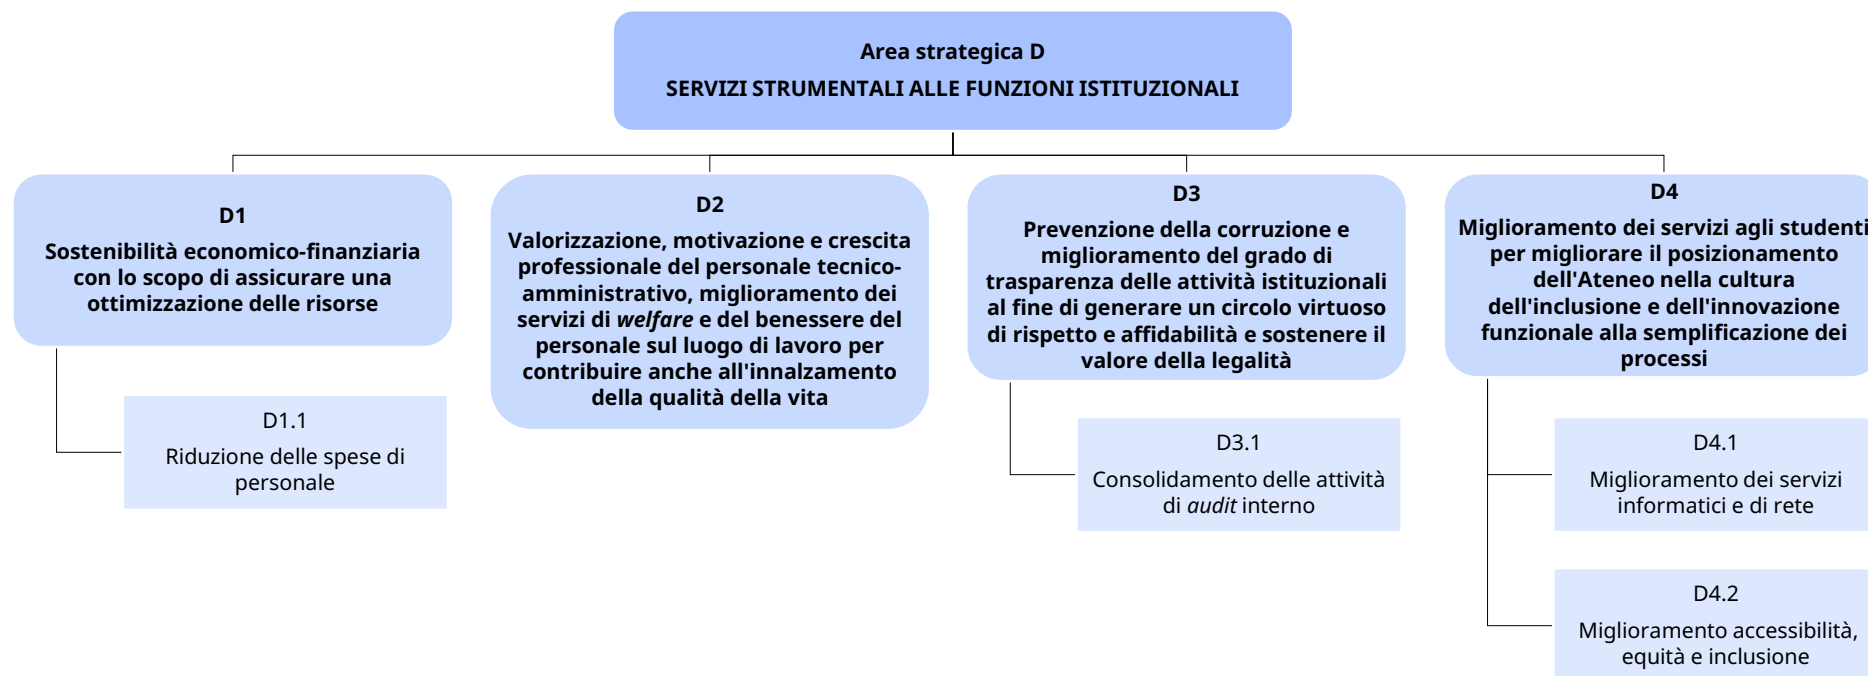 Area strategica D
SERVIZI STRUMENTALI ALLE FUNZIONI ISTITUZIONALI
D1
Sostenibilità economico-finanziaria
con lo scopo di assicurare una
ottimizzazione delle risorse
D1.1
Riduzione delle spese di
personale
D2
Valorizzazione, motivazione e crescita
professionale del personale tecnico-
amministrativo, miglioramento dei
servizi di welfare e del benessere del
personale sul luogo di lavoro per
contribuire anche all'innalzamento
della qualità della vita
D3
Prevenzione della corruzione e
miglioramento del grado di
trasparenza delle attività istituzionali
al fine di generare un circolo virtuoso
di rispetto e affidabilità e sostenere il
valore della legalità
D3.1
Consolidamento delle attività
di audit interno
D4
Miglioramento dei servizi agli studenti
per migliorare il posizionamento
dell'Ateneo nella cultura
dell'inclusione e dell'innovazione
funzionale alla semplificazione dei
processi
D4.1
Miglioramento dei servizi
informatici e di rete
D4.2
Miglioramento accessibilità,
equità e inclusione